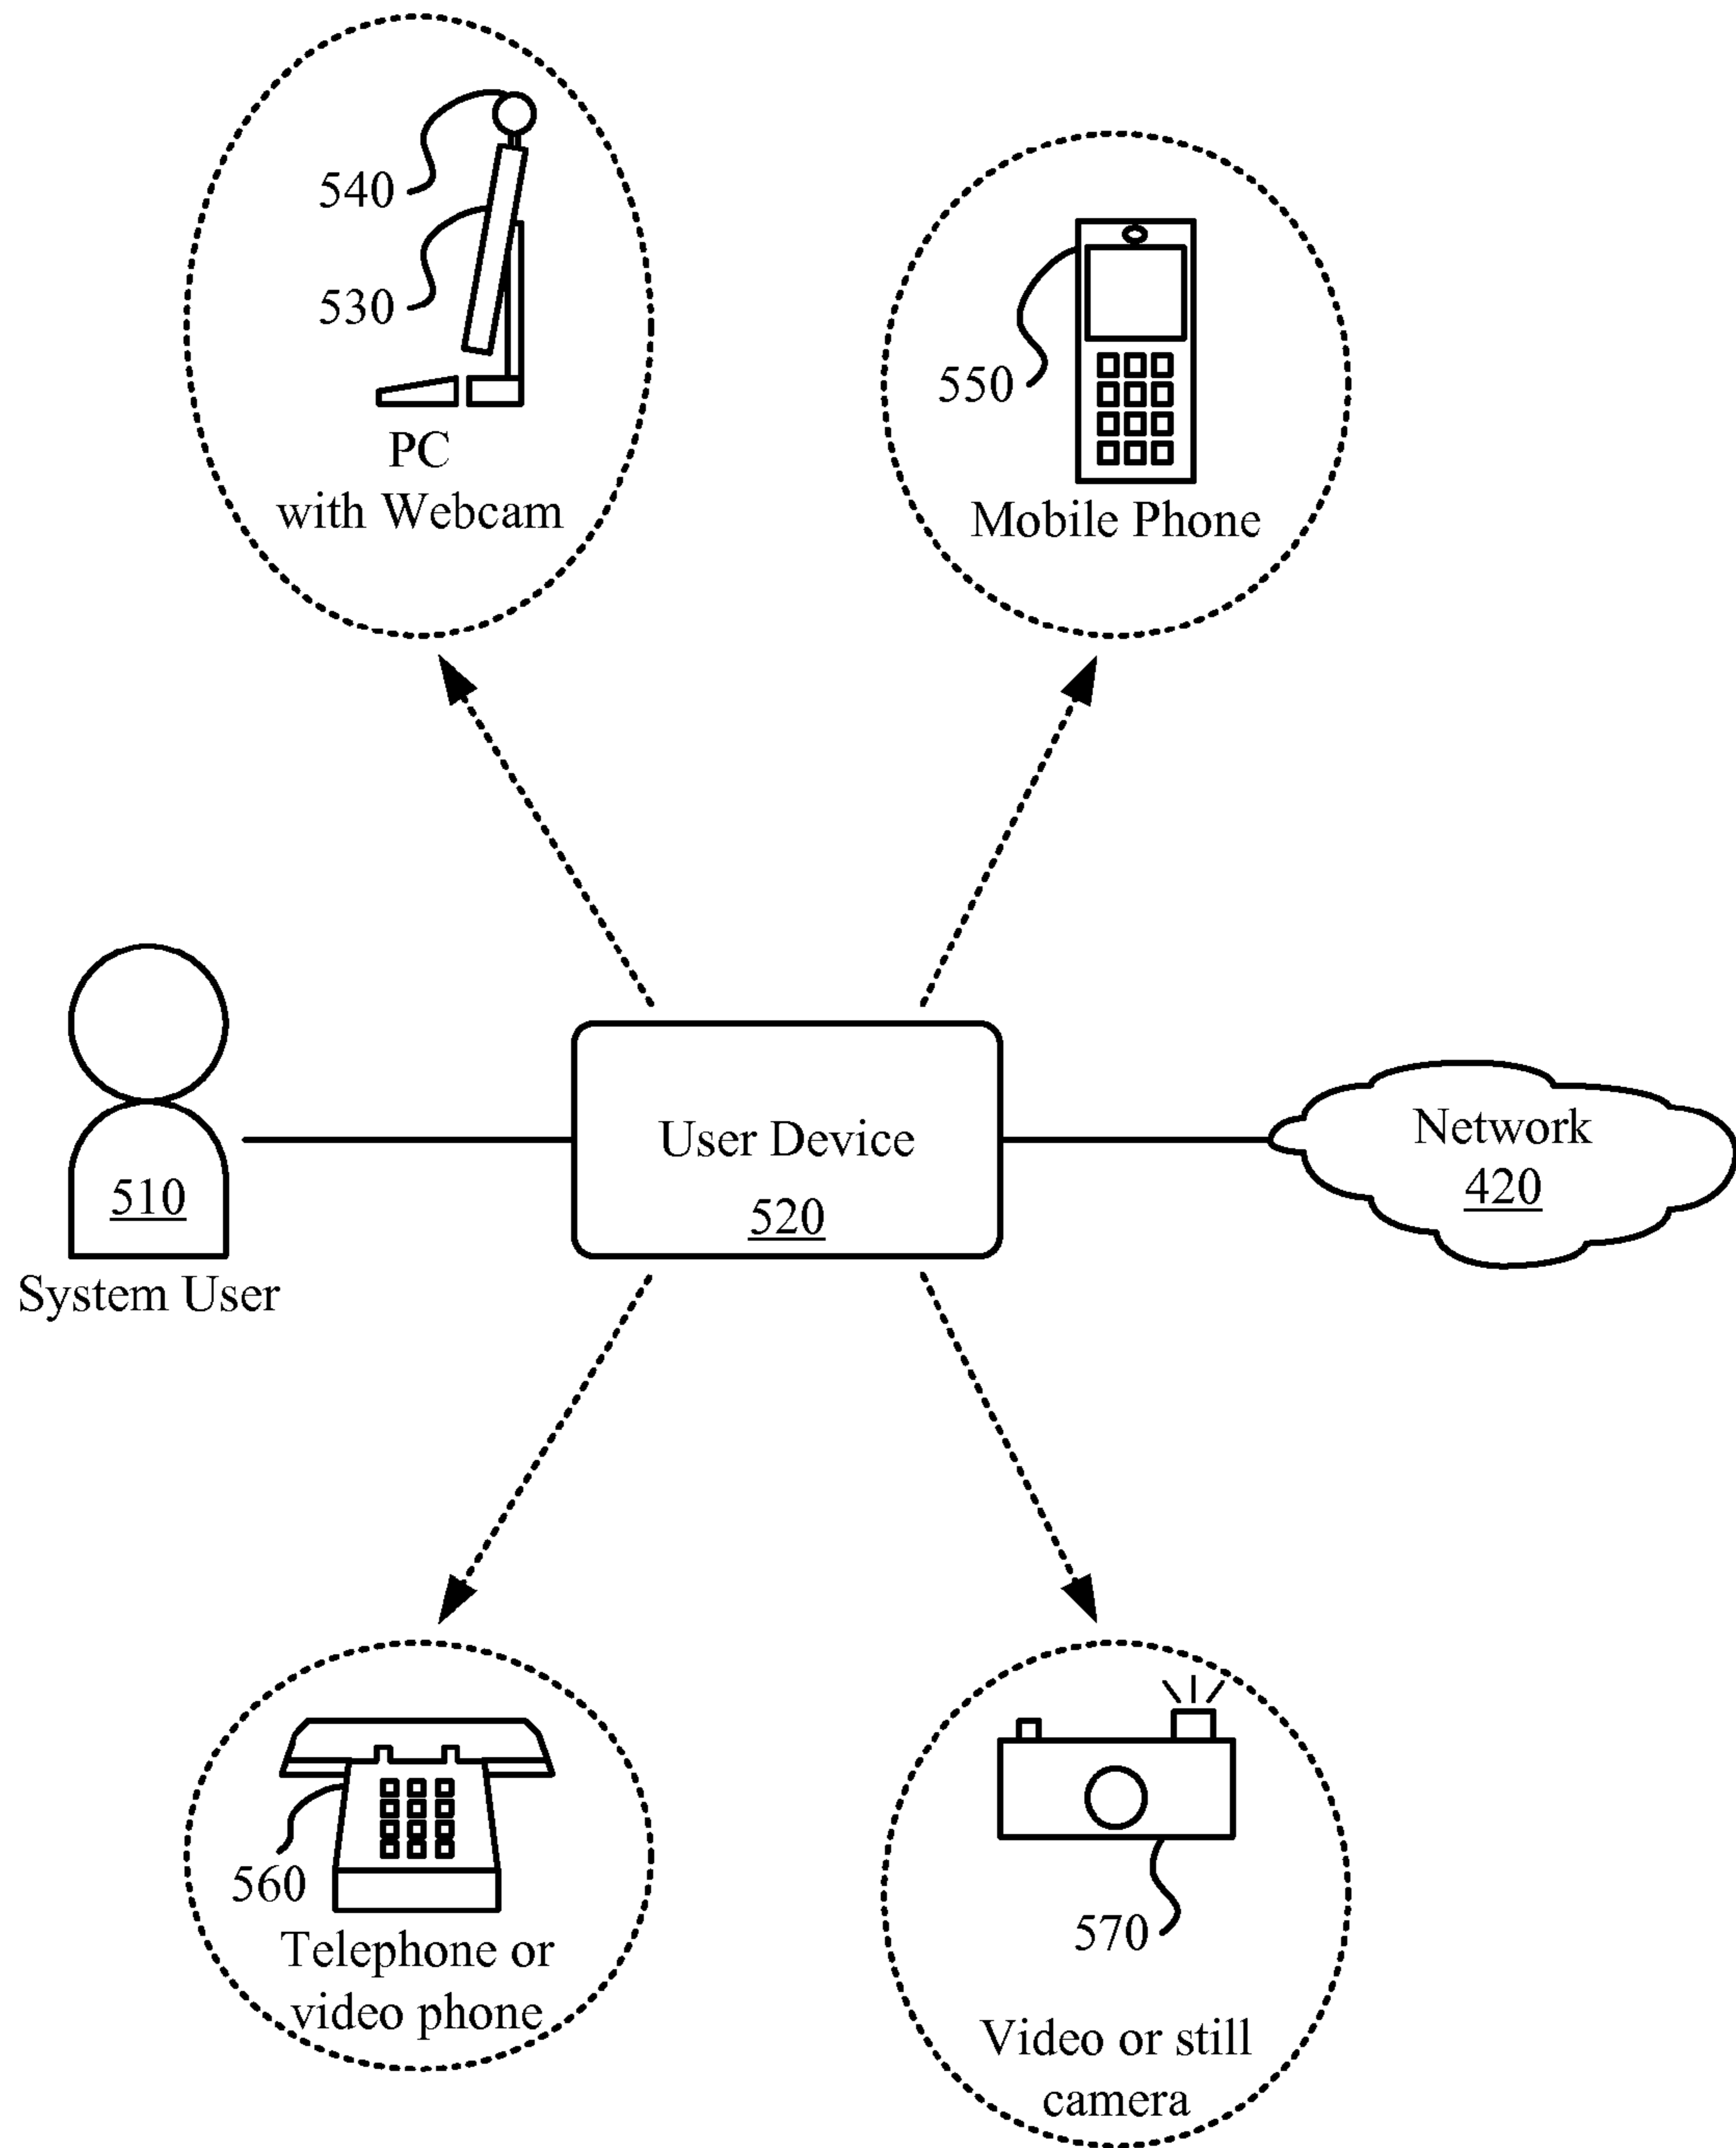 540
530
PC
with Webcam
550
Mobile Phone
510
System User
User Device
520
Network
420
560
Telephone or
video phone
570
Video or still
camera